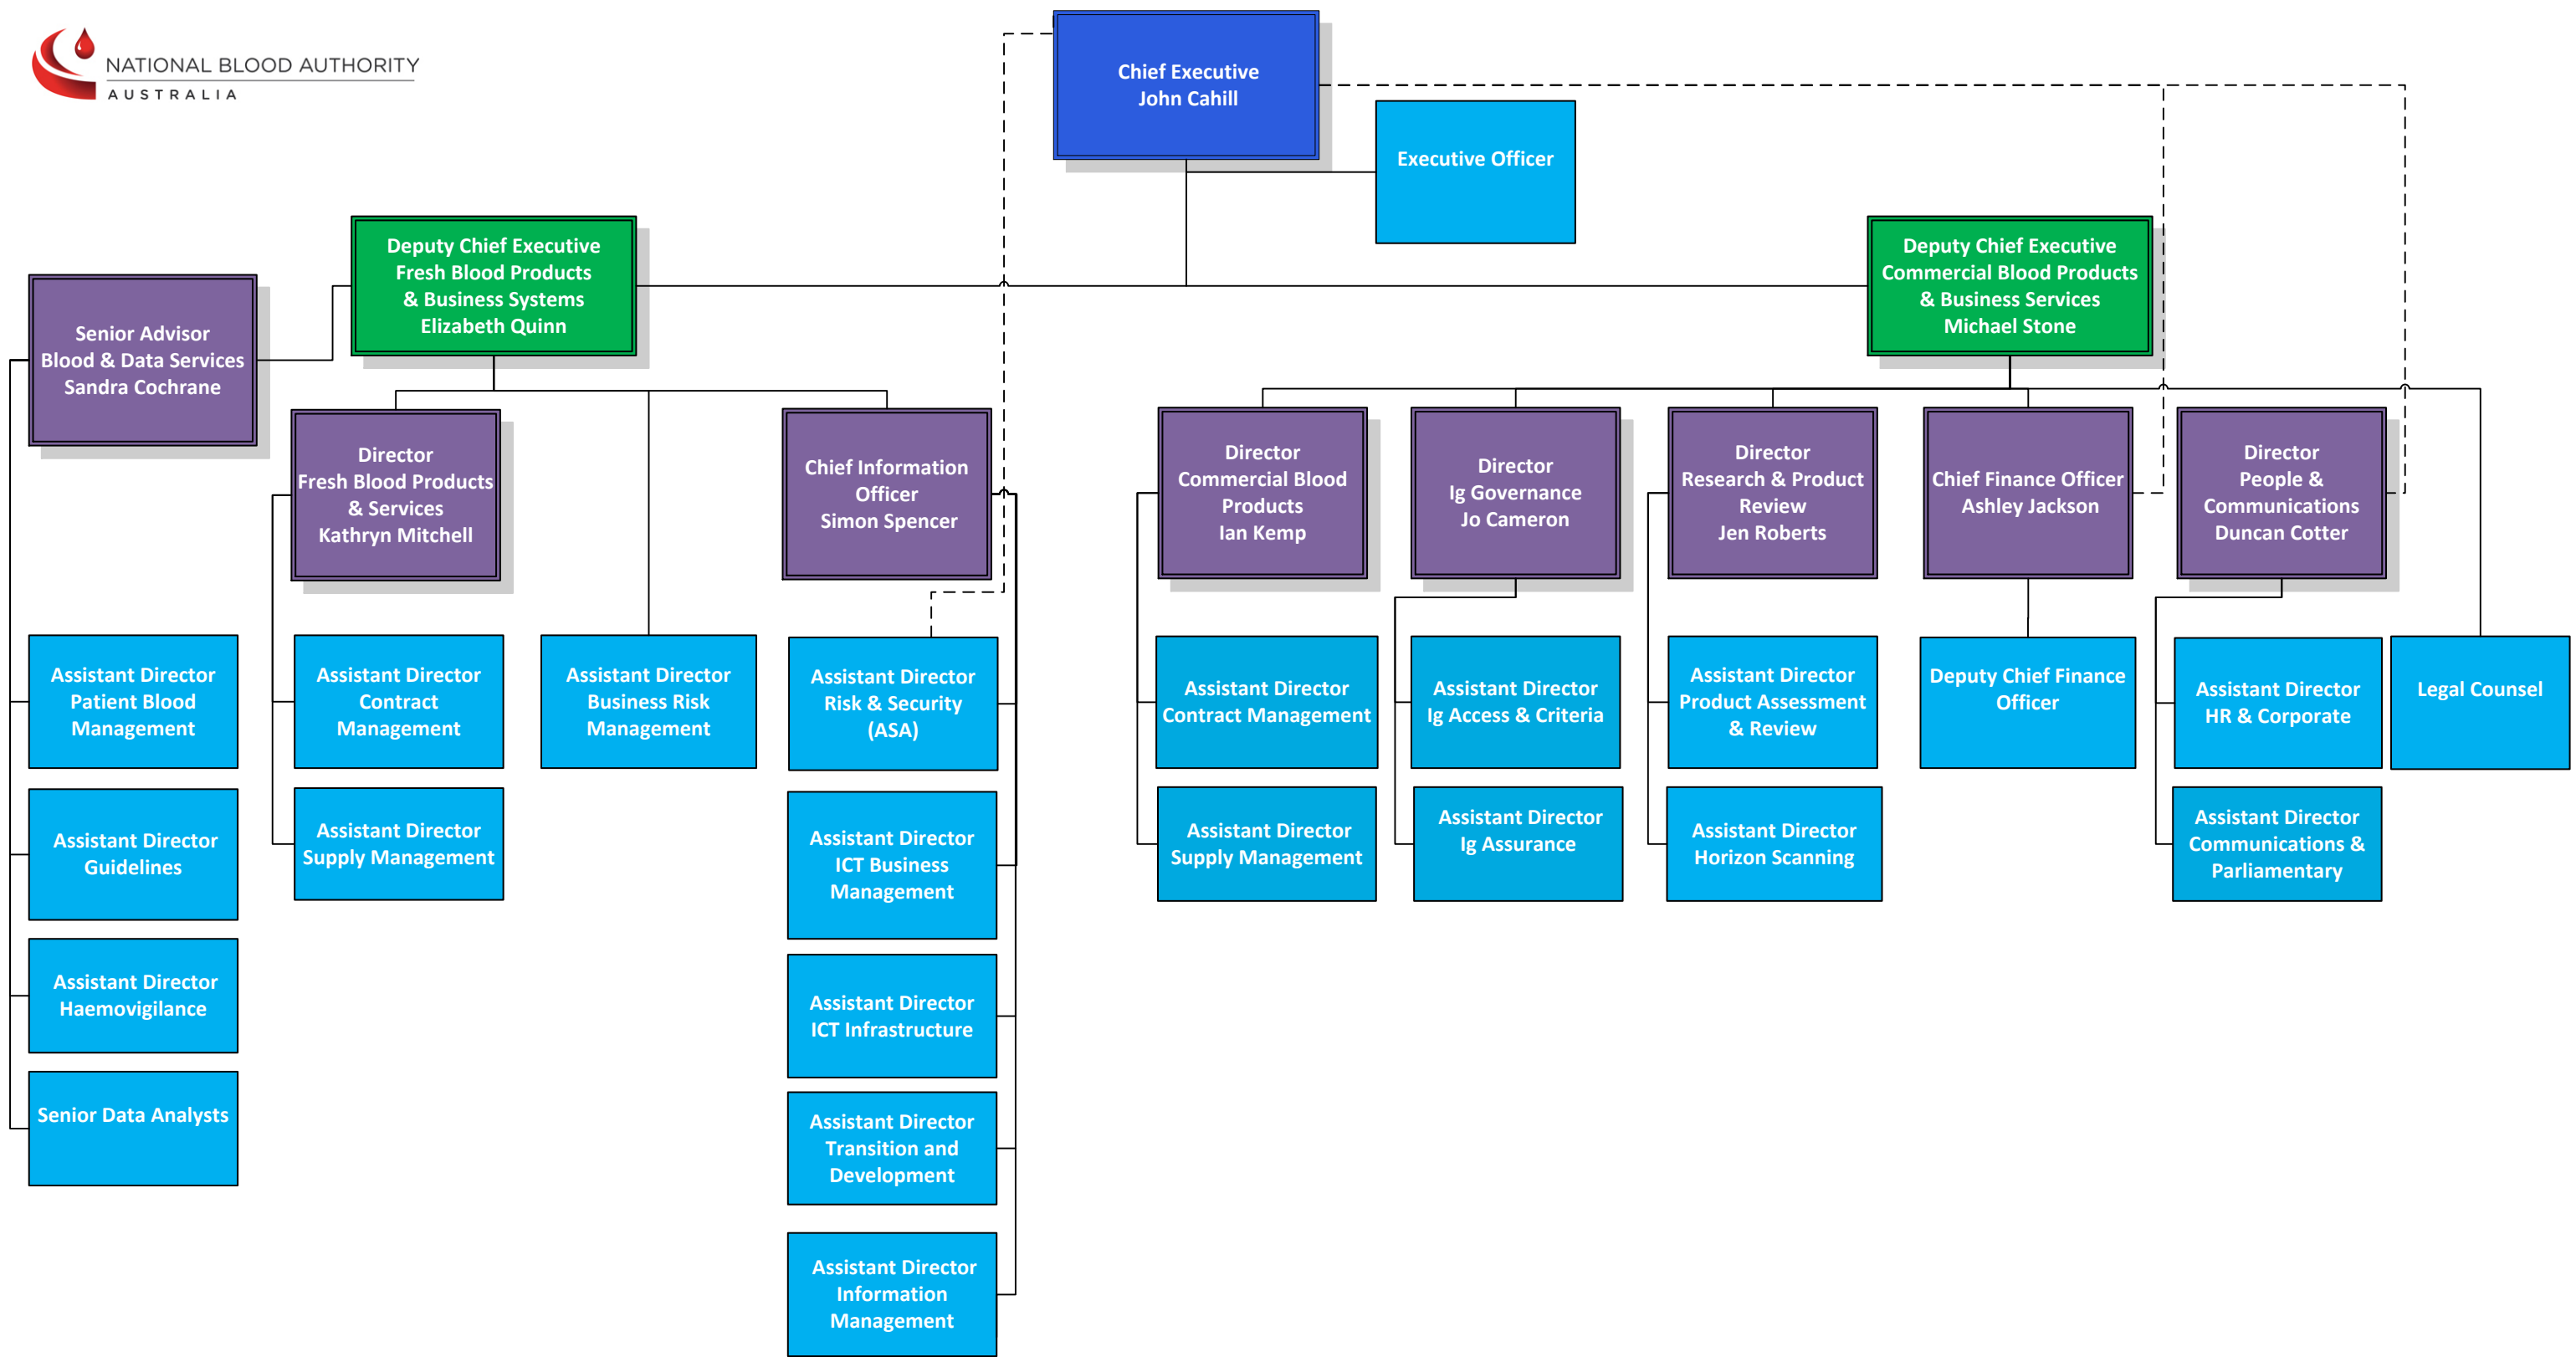 NATIONAL BLOOD AUTHORITY
AUSTRALIA
Chief Executive
John Cahill
Executive Officer
Deputy Chief Executive
Fresh Blood Products
& Business Systems
Elizabeth Quinn
Deputy Chief Executive
Commercial Blood Products
& Business Services
Michael Stone
Senior Advisor
Blood & Data Services
Sandra Cochrane
Director
Fresh Blood Products
& Services
Kathryn Mitchell
Chief Information
Officer
Simon Spencer
Director
Commercial Blood
Products
Ian Kemp
Director
Ig Governance
Jo Cameron
Director
Research & Product
Review
Jen Roberts
Chief Finance Officer
Ashley Jackson
Director
People &
Communications
Duncan Cotter
Assistant Director
Patient Blood
Management
Assistant Director
Contract
Management
Assistant Director
Business Risk
Management
Assistant Director
Risk & Security
(ASA)
Assistant Director
Contract Management
Assistant Director
Ig Access & Criteria
Assistant Director
Product Assessment
& Review
Deputy Chief Finance
Officer
Assistant Director
HR & Corporate
Legal Counsel
Assistant Director
Guidelines
Assistant Director
Supply Management
Assistant Director
ICT Business
Management
Assistant Director
Supply Management
Assistant Director
Ig Assurance
Assistant Director
Horizon Scanning
Assistant Director
Communications &
Parliamentary
Assistant Director
Haemovigilance
Assistant Director
ICT Infrastructure
Senior Data Analysts
Assistant Director
Transition and
Development
Assistant Director
Information
Management